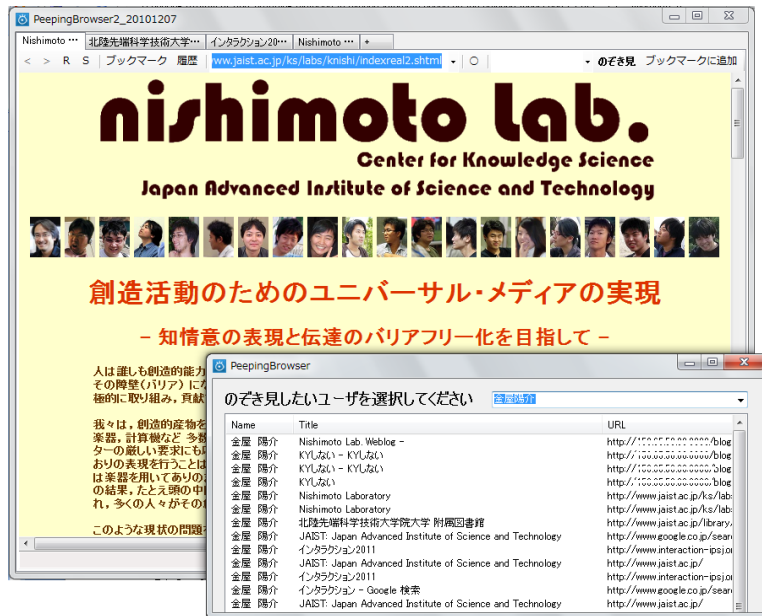 PeepingBrowser2_20101207
Nishimoto … 北陸先端科学技術大学… インタラクション20… Nishimoto … +
< > R S ブックマーク 履歴 www.jaist.ac.jp/ks/labs/knishi/indexreal2.shtml ○ のぞき見 ブックマークに追加
nishimoto lab.
Center for Knowledge Science
Japan Advanced Institute of Science and Technology
創造活動のためのユニバーサル・メディアの実現
- 知情意の表現と伝達のバリアフリー化を目指して -
人は誰しも創造的能力
その障壁(バリア)にな
極的に取り組み，貢献
我々は，創造的産物を
楽器，計算機など 多数
ターの厳しい要求にも
おりの表現を行うことは
は楽器を用いてありの
の結果，たとえ頭の中
れ，多くの人々がその
このような現状の問題
PeepingBrowser
のぞき見したいユーザを選択してください 金屋陽介
Name Title URL
金屋 陽介 Nishimoto Lab. Weblog - http:// /blog
金屋 陽介 KYしない - KYしない http:// /blog
金屋 陽介 KYしない - KYしない http:// blog
金屋 陽介 KYしない http:// /blog
金屋 陽介 Nishimoto Laboratory http://www.jaist.ac.jp/ks/lab
金屋 陽介 Nishimoto Laboratory http://www.jaist.ac.jp/ks/lab
金屋 陽介 北陸先端科学技術大学院大学 附属図書館 http://www.jaist.ac.jp/library
金屋 陽介 JAIST: Japan Advanced Institute of Science and Technology http://www.google.co.jp/sear
金屋 陽介 インタラクション2011 http://www.interaction-ipsj.o
金屋 陽介 JAIST: Japan Advanced Institute of Science and Technology http://www.jaist.ac.jp/
金屋 陽介 インタラクション2011 http://www.interaction-ipsj.o
金屋 陽介 インタラクション - Google 検索 http://www.google.co.jp/sear
金屋 陽介 JAIST: Japan Advanced Institute of Science and Technology http://www.jaist.ac.jp/